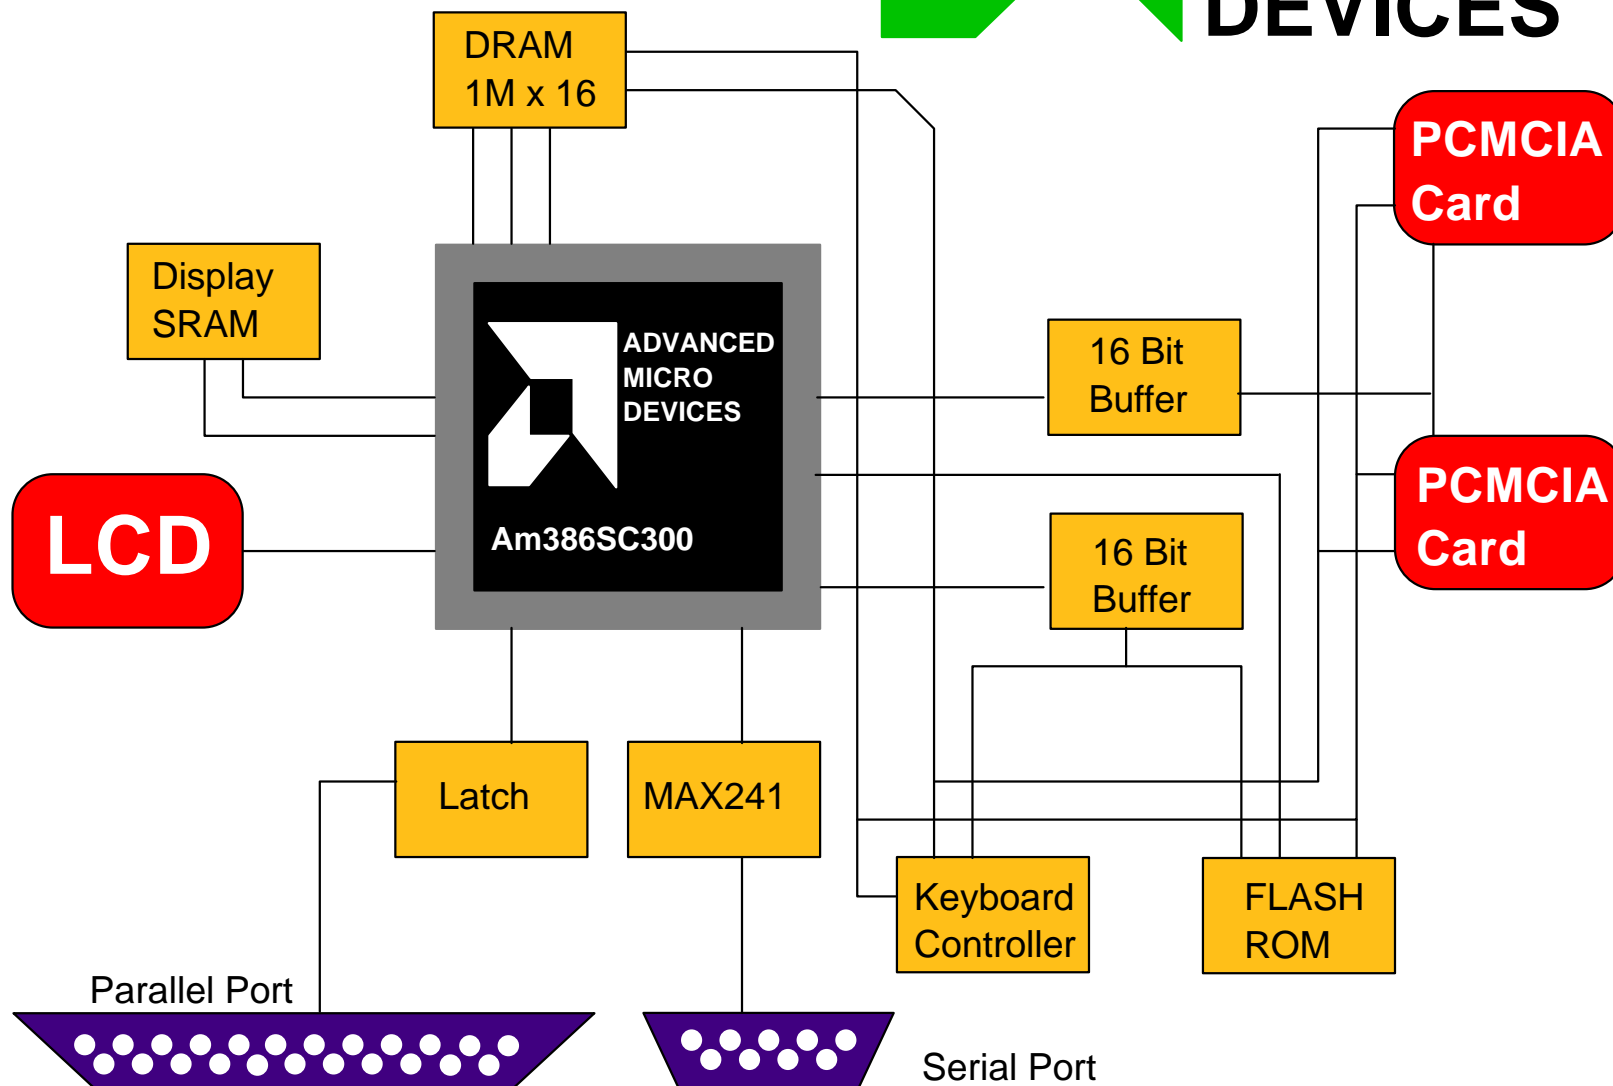 DEVICES
DRAM
1M x 16
PCMCIA
Card
Display
SRAM
ADVANCED
MICRO
DEVICES
Am386SC300
16 Bit
Buffer
PCMCIA
Card
LCD
16 Bit
Buffer
Latch
MAX241
Keyboard
Controller
FLASH
ROM
Parallel Port
Serial Port